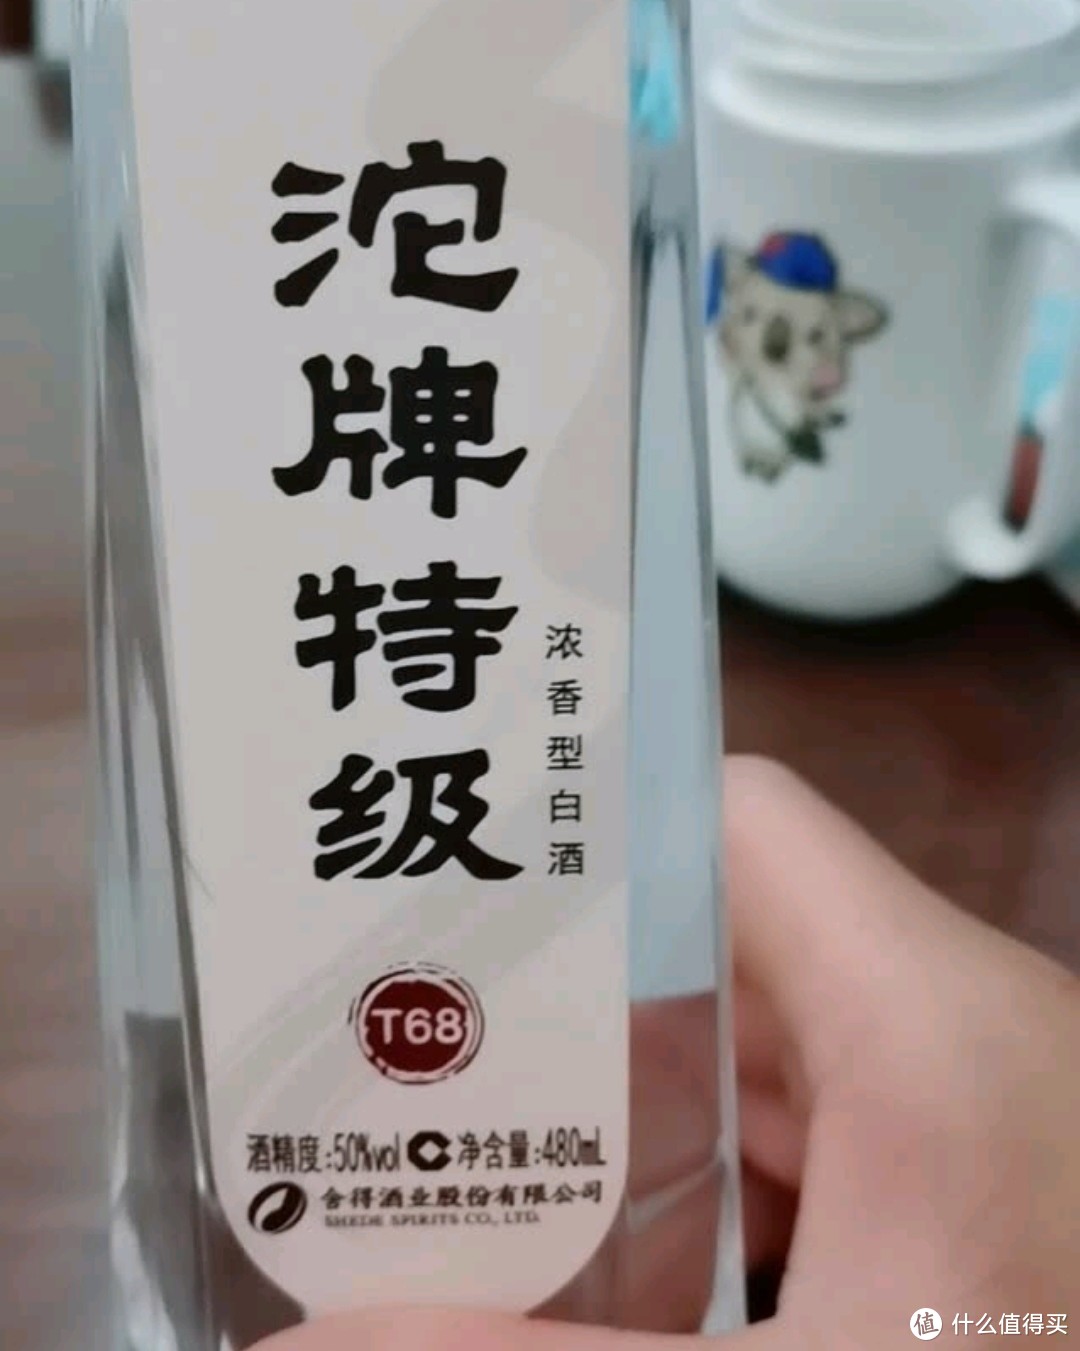 沱牌特级
浓香型白酒
T68
酒精度:50%vol C 净含量:480mL
舍得酒业股份有限公司
SHEDE SPIRITS CO., LTD.
值 什么值得买